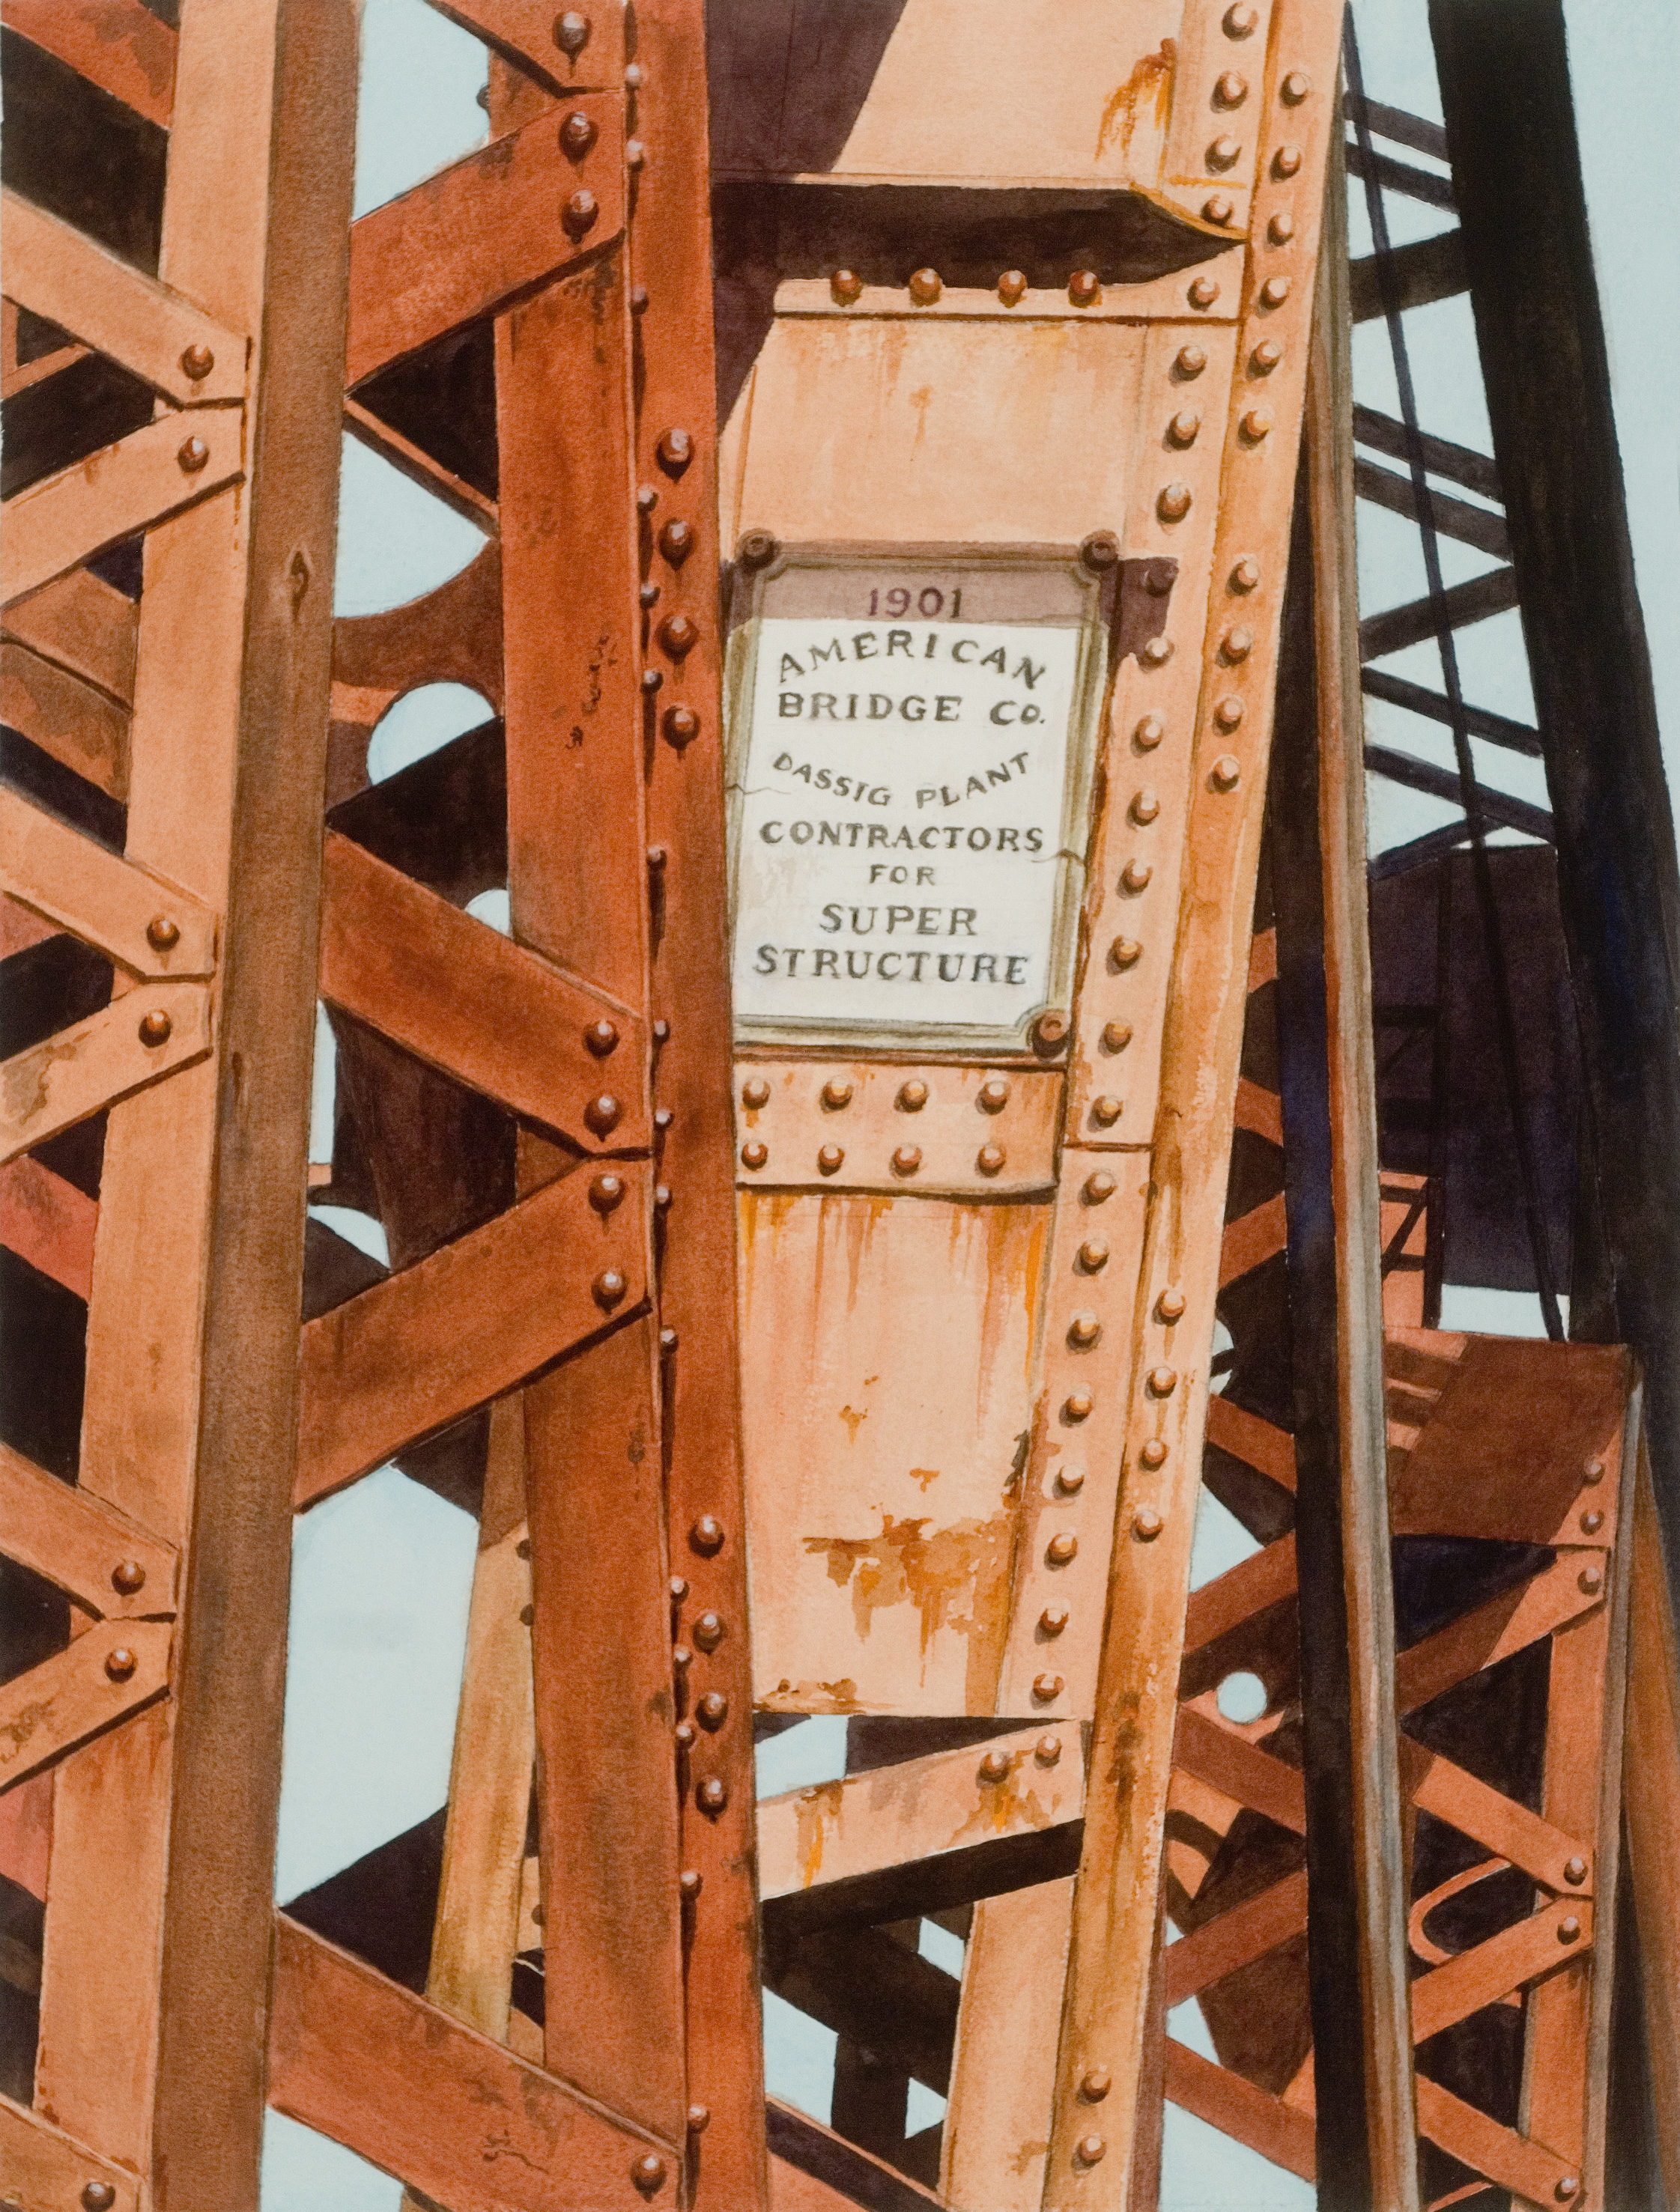 1901
AMERICAN
BRIDGE CO.
DASSIG PLANT
CONTRACTORS
FOR
SUPER
STRUCTURE